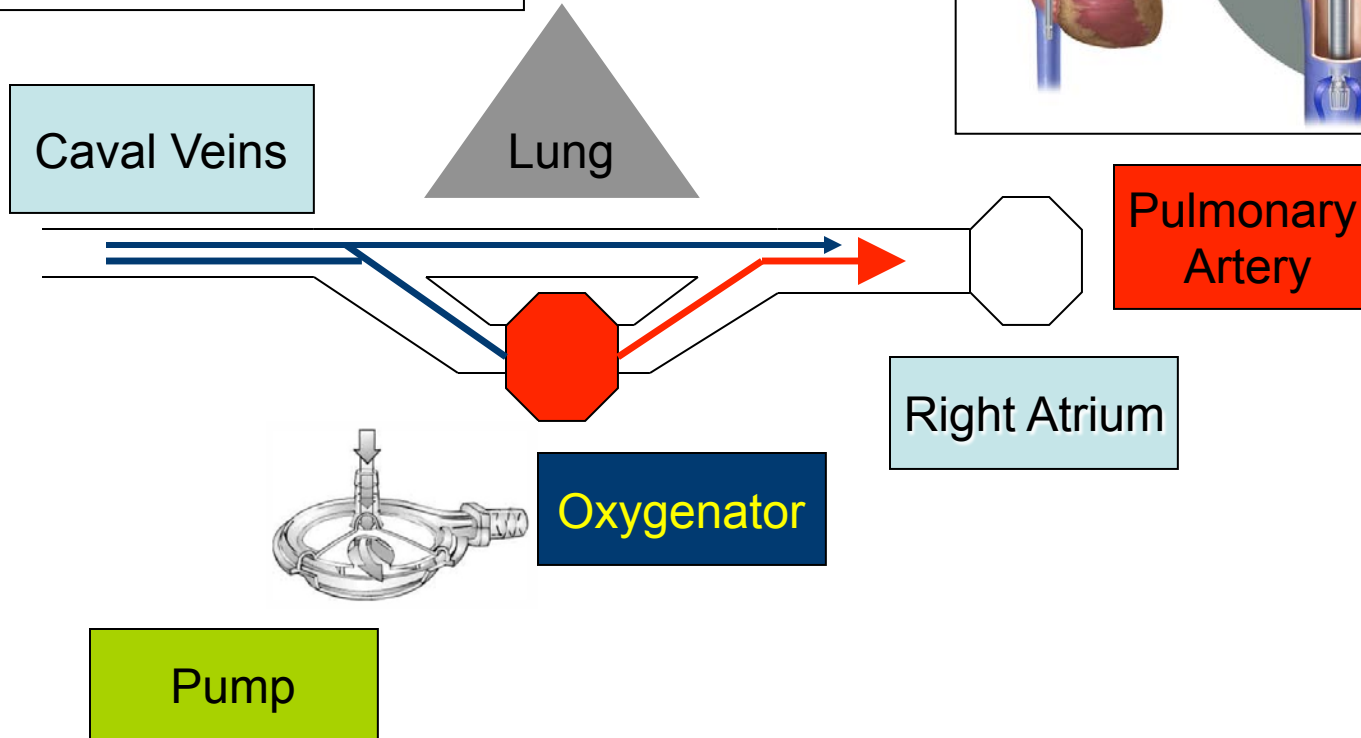 Caval Veins
Lung
Pulmonary
Artery
Right Atrium
Oxygenator
Pump